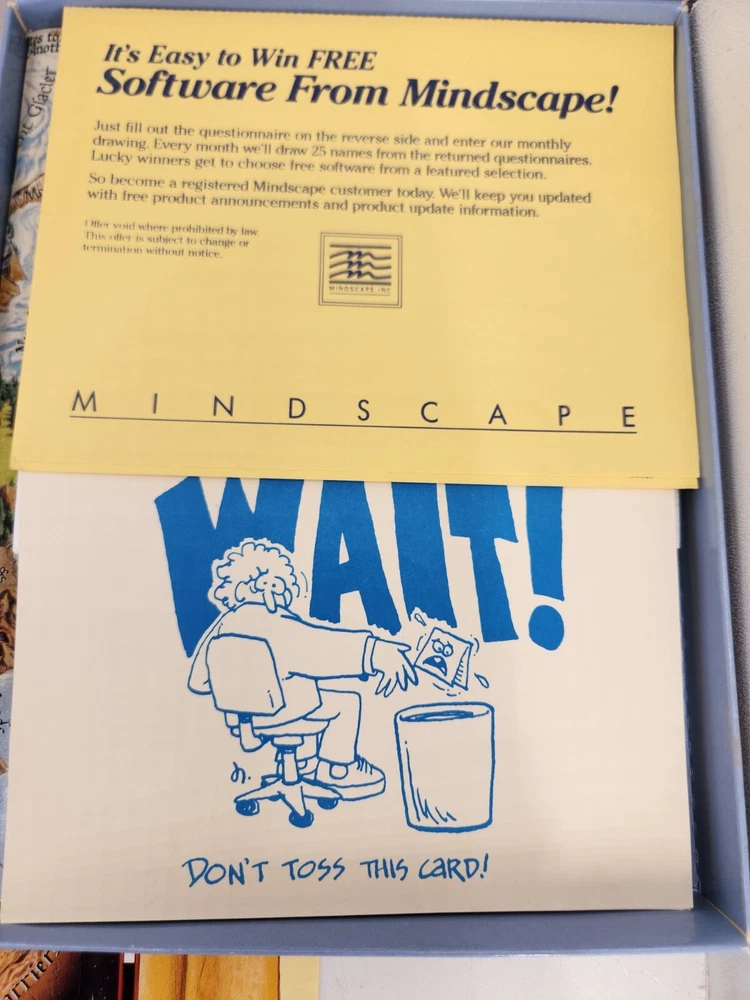 It's Easy to Win FREE
Software From Mindscape!
Just fill out the questionnaire on the reverse side and enter our monthly
drawing. Every month we'll draw 25 names from the returned questionnaires.
Lucky winners get to choose free software from a featured selection.
So become a registered Mindscape customer today. We'll keep you updated
with free product announcements and product update information.
Offer void where prohibited by law.
This offer is subject to change or
termination without notice.
MINDSCAPE INC
MINDSCAPE
WAIT!
DON'T TOSS THIS CARD!
Glacier